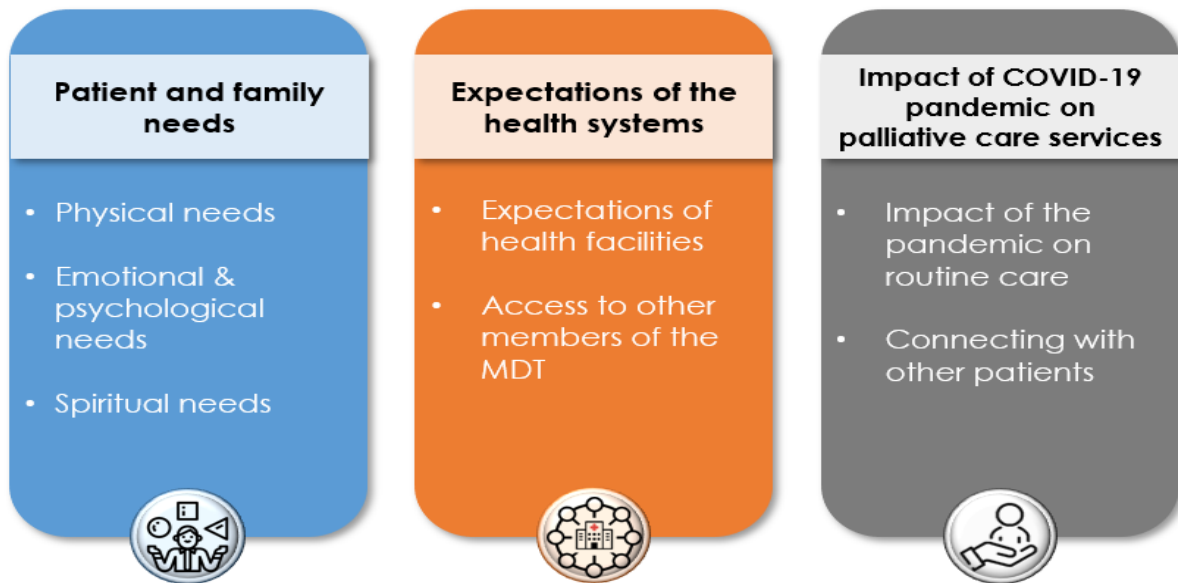 Patient and family
needs
• Physical needs
• Emotional &
psychological
needs
• Spiritual needs
Expectations of the
health systems
• Expectations of
health facilities
• Access to other
members of the
MDT
Impact of COVID-19
pandemic on
palliative care services
• Impact of the
pandemic on
routine care
• Connecting with
other patients